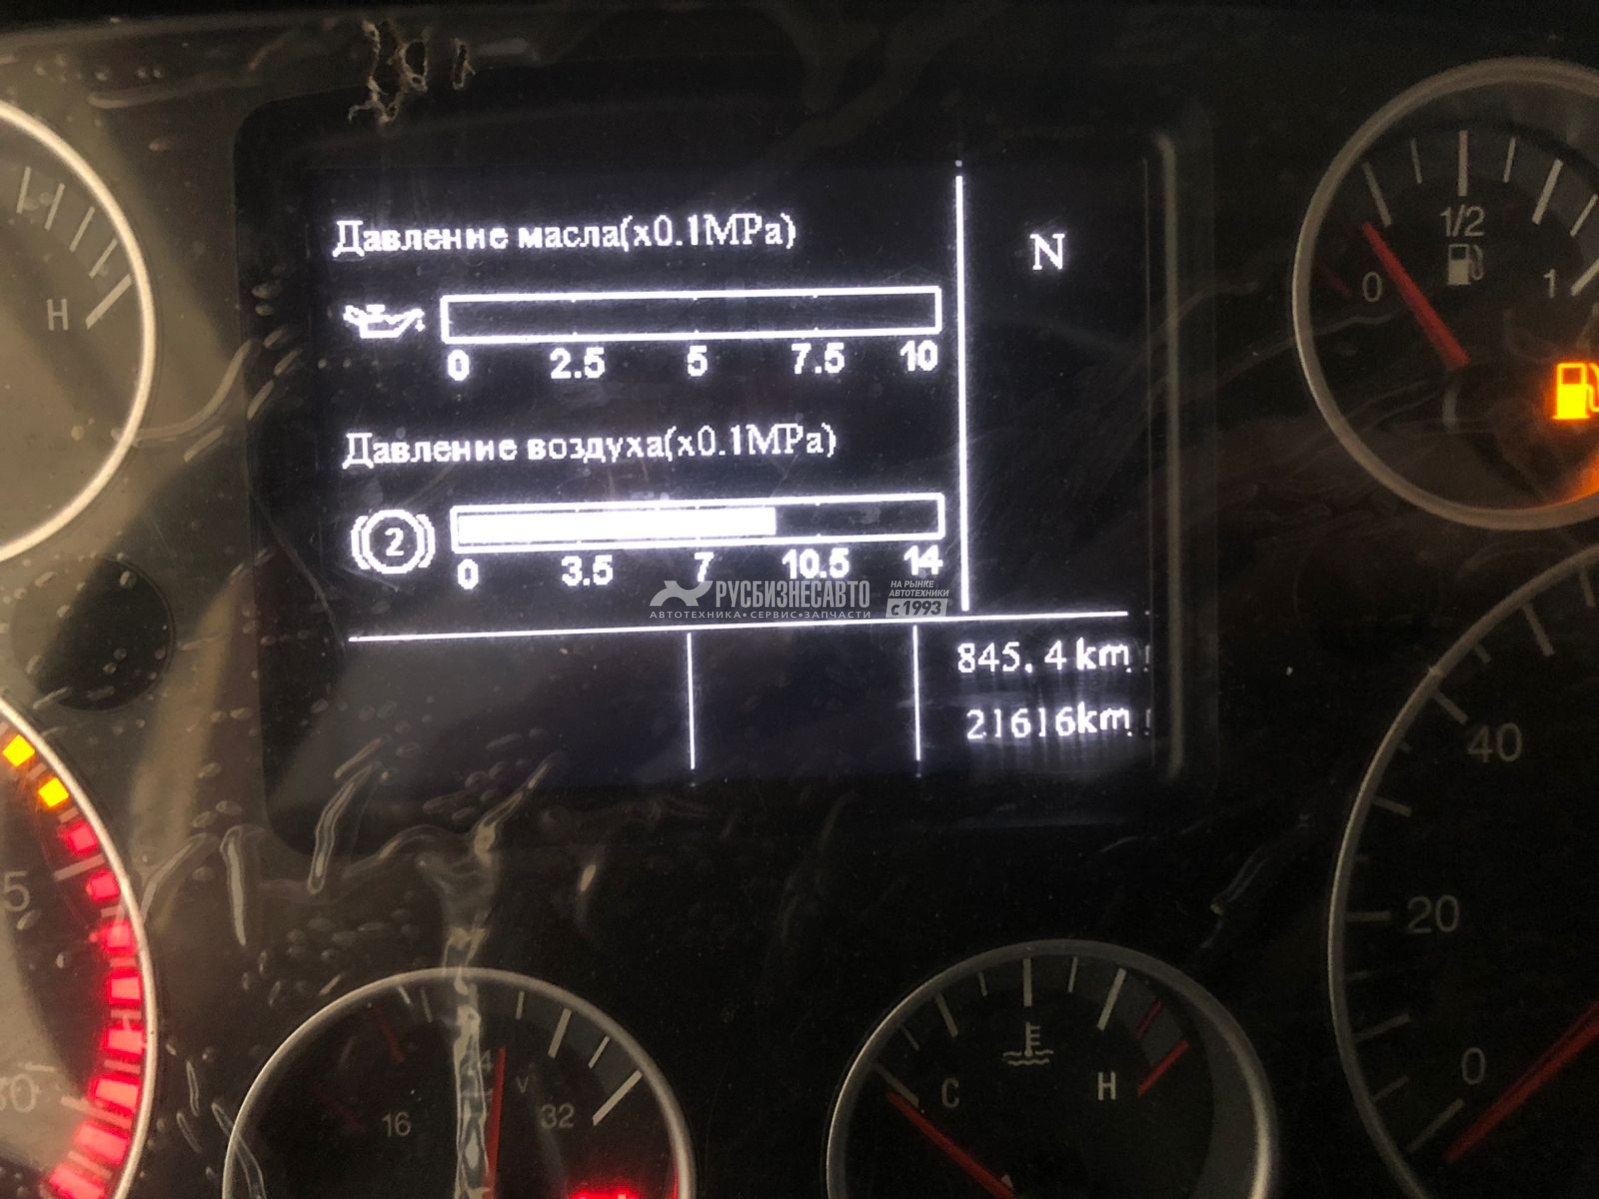 Давление масла(x0.1MPa)
N
0 2.5 5 7.5 10
Давление воздуха(x0.1MPa)
2
0 3.5 7 10.5 14
РУСБИЗНЕСАВТО
АВТОТЕХНИКА•СЕРВИС•ЗАПЧАСТИ
НА РЫНКЕ
АВТОТЕХНИКИ
с 1993
845.4 km
21616km
H
0 1/2 1
5
16 24 V 32
C H
40
20
0